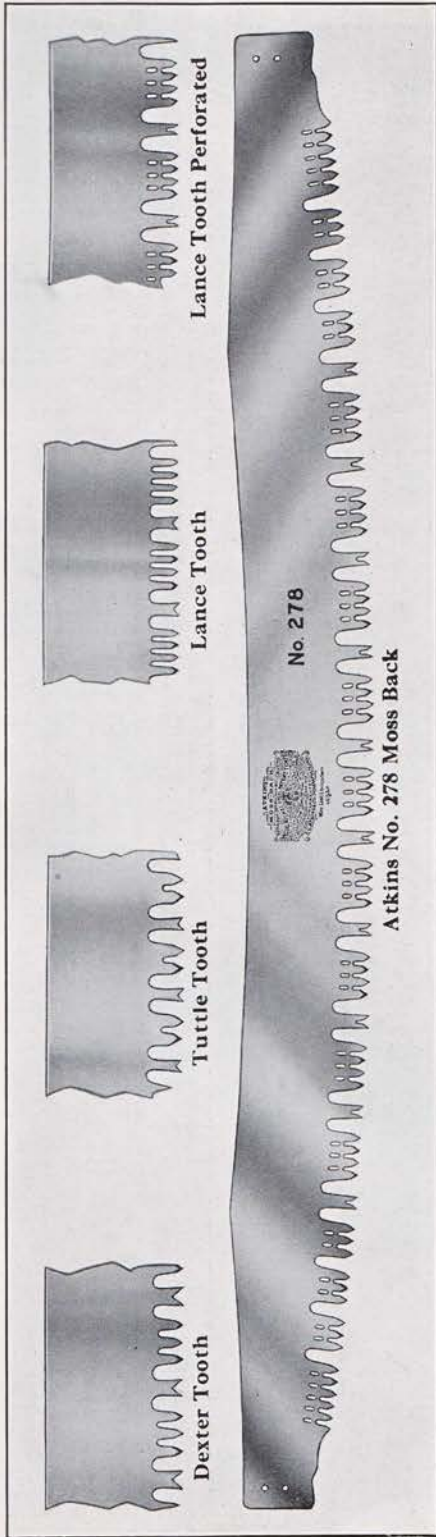 Dexter Tooth
Tuttle Tooth
Lance Tooth
Lance Tooth Perforated
No. 278
Atkins No. 278 Moss Back